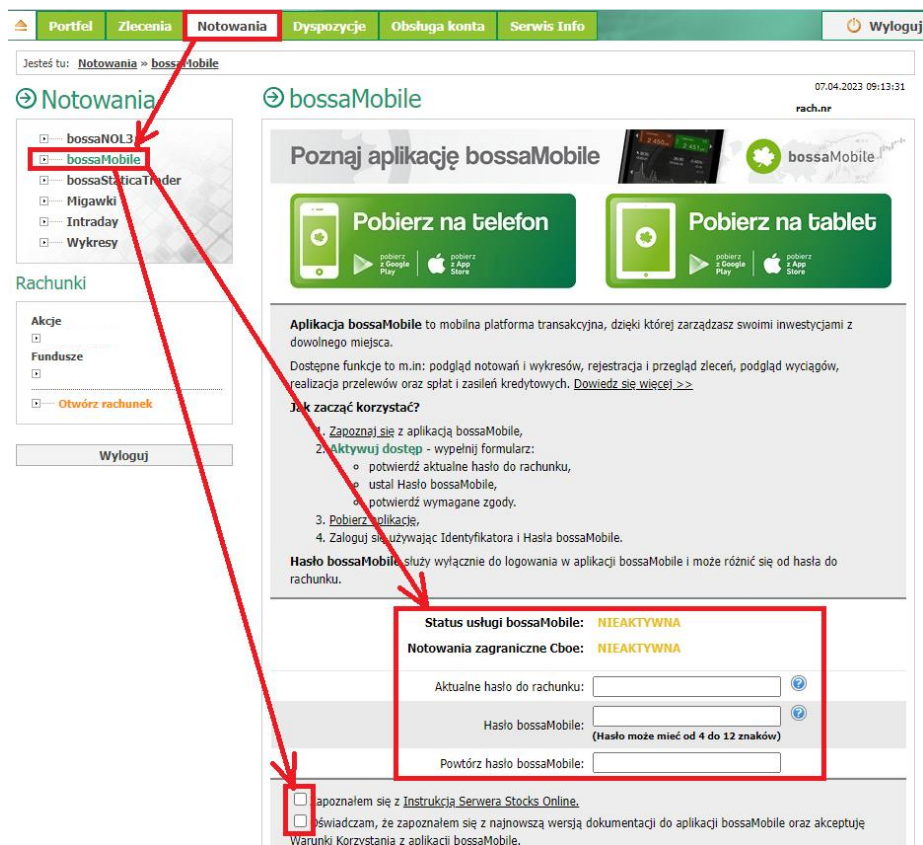 Portfel Zlecenia Notowania Dyspozycje Obsługa konta Serwis Info Wyloguj
Jesteś tu: Notowania » bossaMobile
07.04.2023 09:13:31
rach.nr
Notowania
bossaNOL3
bossaMobile
bossaStaticaTrader
Migawki
Intraday
Wykresy
Rachunki
Akcje
Fundusze
Otwórz rachunek
Wyloguj
bossaMobile
Poznaj aplikację bossaMobile
bossaMobile
Pobierz na telefon
pobierz z Google Play
pobierz z App Store
Pobierz na tablet
pobierz z Google Play
pobierz z App Store
Aplikacja bossaMobile to mobilna platforma transakcyjna, dzięki której zarządzasz swoimi inwestycjami z
dowolnego miejsca.
Dostępne funkcje to m.in: podgląd notowań i wykresów, rejestracja i przegląd zleceń, podgląd wyciągów,
realizacja przelewów oraz spłat i zasileń kredytowych. Dowiedz się więcej >>
Jak zacząć korzystać?
1. Zapoznaj się z aplikacją bossaMobile,
2. Aktywuj dostęp - wypełnij formularz:
potwierdź aktualne hasło do rachunku,
ustal Hasło bossaMobile,
potwierdź wymagane zgody.
3. Pobierz aplikację,
4. Zaloguj się używając Identyfikatora i Hasła bossaMobile.
Hasło bossaMobile służy wyłącznie do logowania w aplikacji bossaMobile i może różnić się od hasła do
rachunku.
Status usługi bossaMobile: NIEAKTYWNA
Notowania zagraniczne Cboe: NIEAKTYWNA
Aktualne hasło do rachunku:
Hasło bossaMobile:
(Hasło może mieć od 4 do 12 znaków)
Powtórz hasło bossaMobile:
Zapoznałem się z Instrukcją Serwera Stocks Online.
Oświadczam, że zapoznałem się z najnowszą wersją dokumentacji do aplikacji bossaMobile oraz akceptuję
Warunki Korzystania z aplikacji bossaMobile.